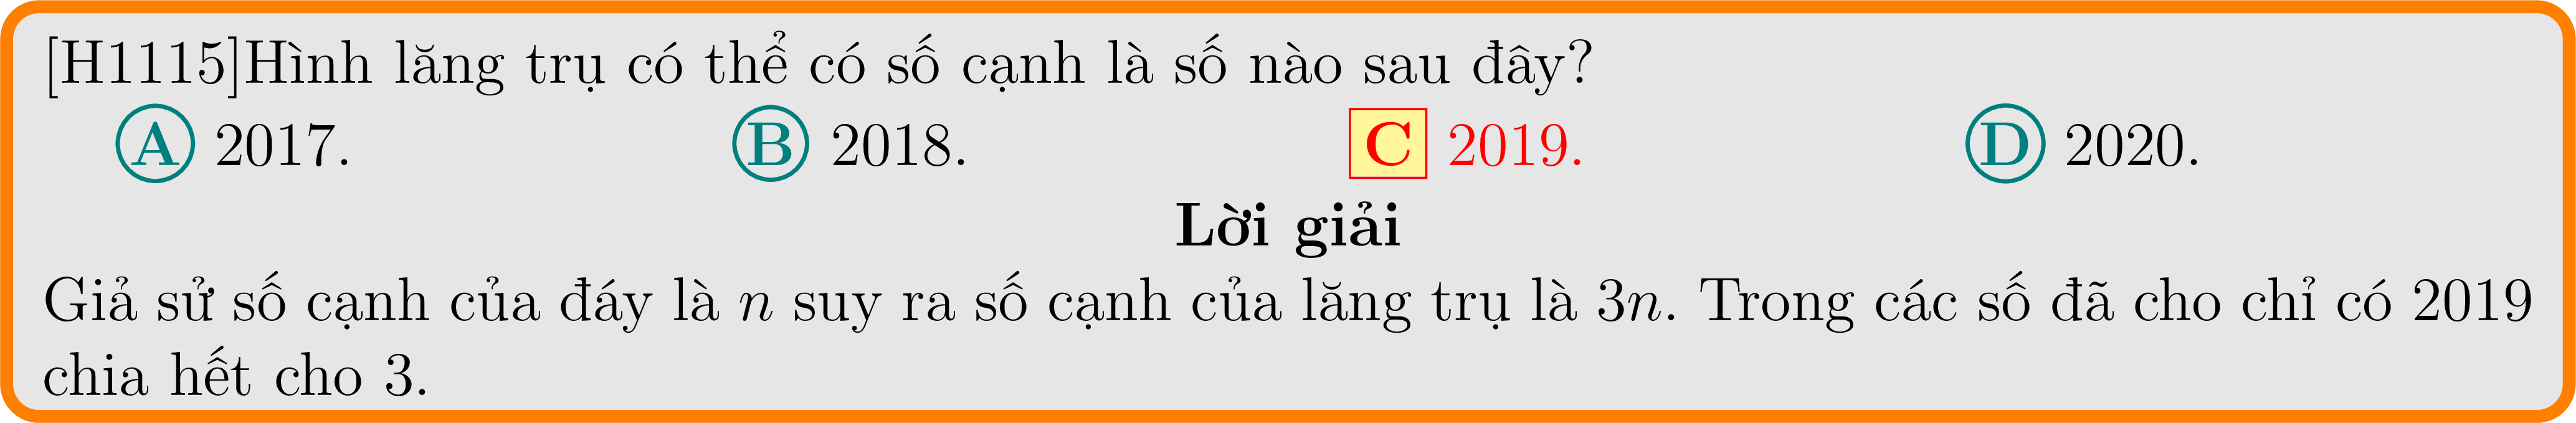 [H1115]Hình lăng trụ có thể có số cạnh là số nào sau đây?
A 2017. B 2018. C 2019. D 2020.
Lời giải
Giả sử số cạnh của đáy là n suy ra số cạnh của lăng trụ là 3n. Trong các số đã cho chỉ có 2019
chia hết cho 3.